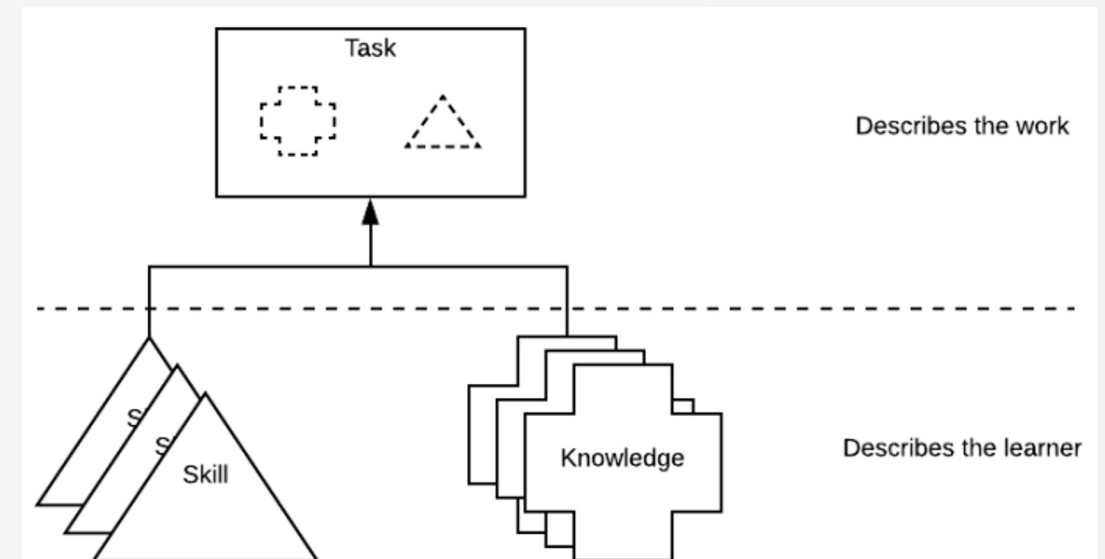 Task
Describes the work
S
S
Skill
Knowledge
Describes the learner